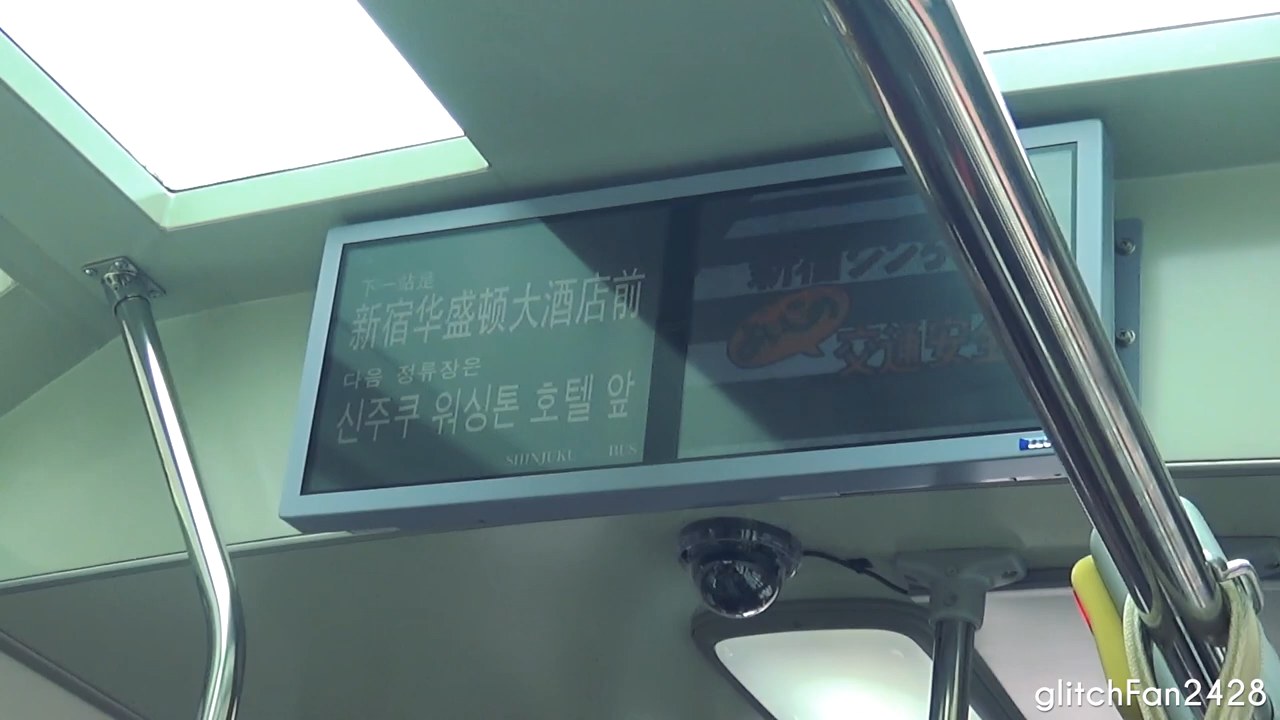 下一站是
新宿华盛顿大酒店前
다음 정류장은
신주쿠 워싱톤 호텔 앞
SHINJUKU BUS
交通安全
glitchFan2428